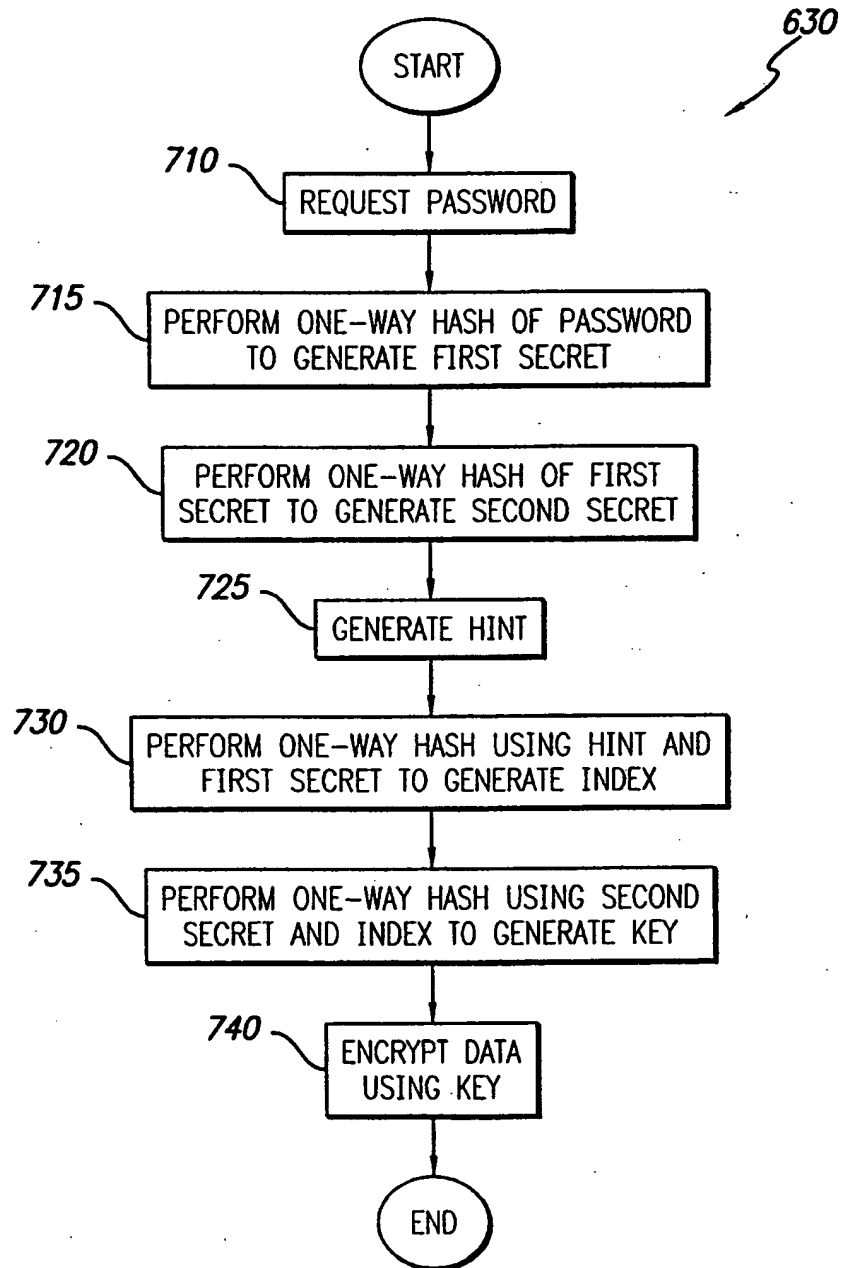 630
START
710
REQUEST PASSWORD
715
PERFORM ONE-WAY HASH OF PASSWORD
TO GENERATE FIRST SECRET
720
PERFORM ONE-WAY HASH OF FIRST
SECRET TO GENERATE SECOND SECRET
725
GENERATE HINT
730
PERFORM ONE-WAY HASH USING HINT AND
FIRST SECRET TO GENERATE INDEX
735
PERFORM ONE-WAY HASH USING SECOND
SECRET AND INDEX TO GENERATE KEY
740
ENCRYPT DATA
USING KEY
END